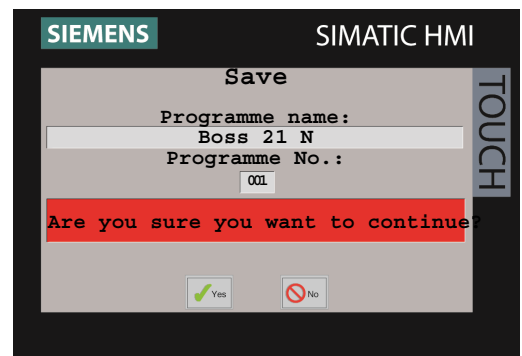 SIEMENS
SIMATIC HMI
TOUCH
Save
Programme name:
Boss 21 N
Programme No.:
001
Are you sure you want to continue?
Yes
No